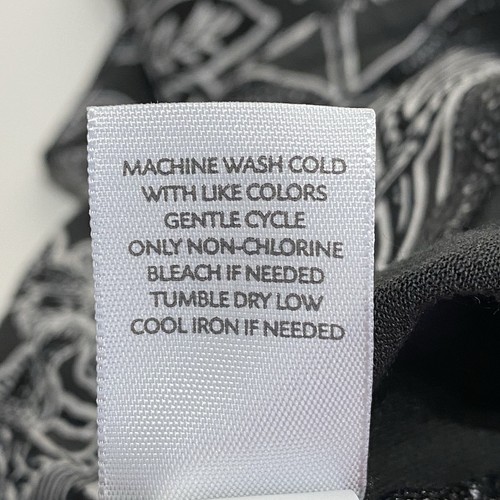 MACHINE WASH COLD
WITH LIKE COLORS
GENTLE CYCLE
ONLY NON-CHLORINE
BLEACH IF NEEDED
TUMBLE DRY LOW
COOL IRON IF NEEDED